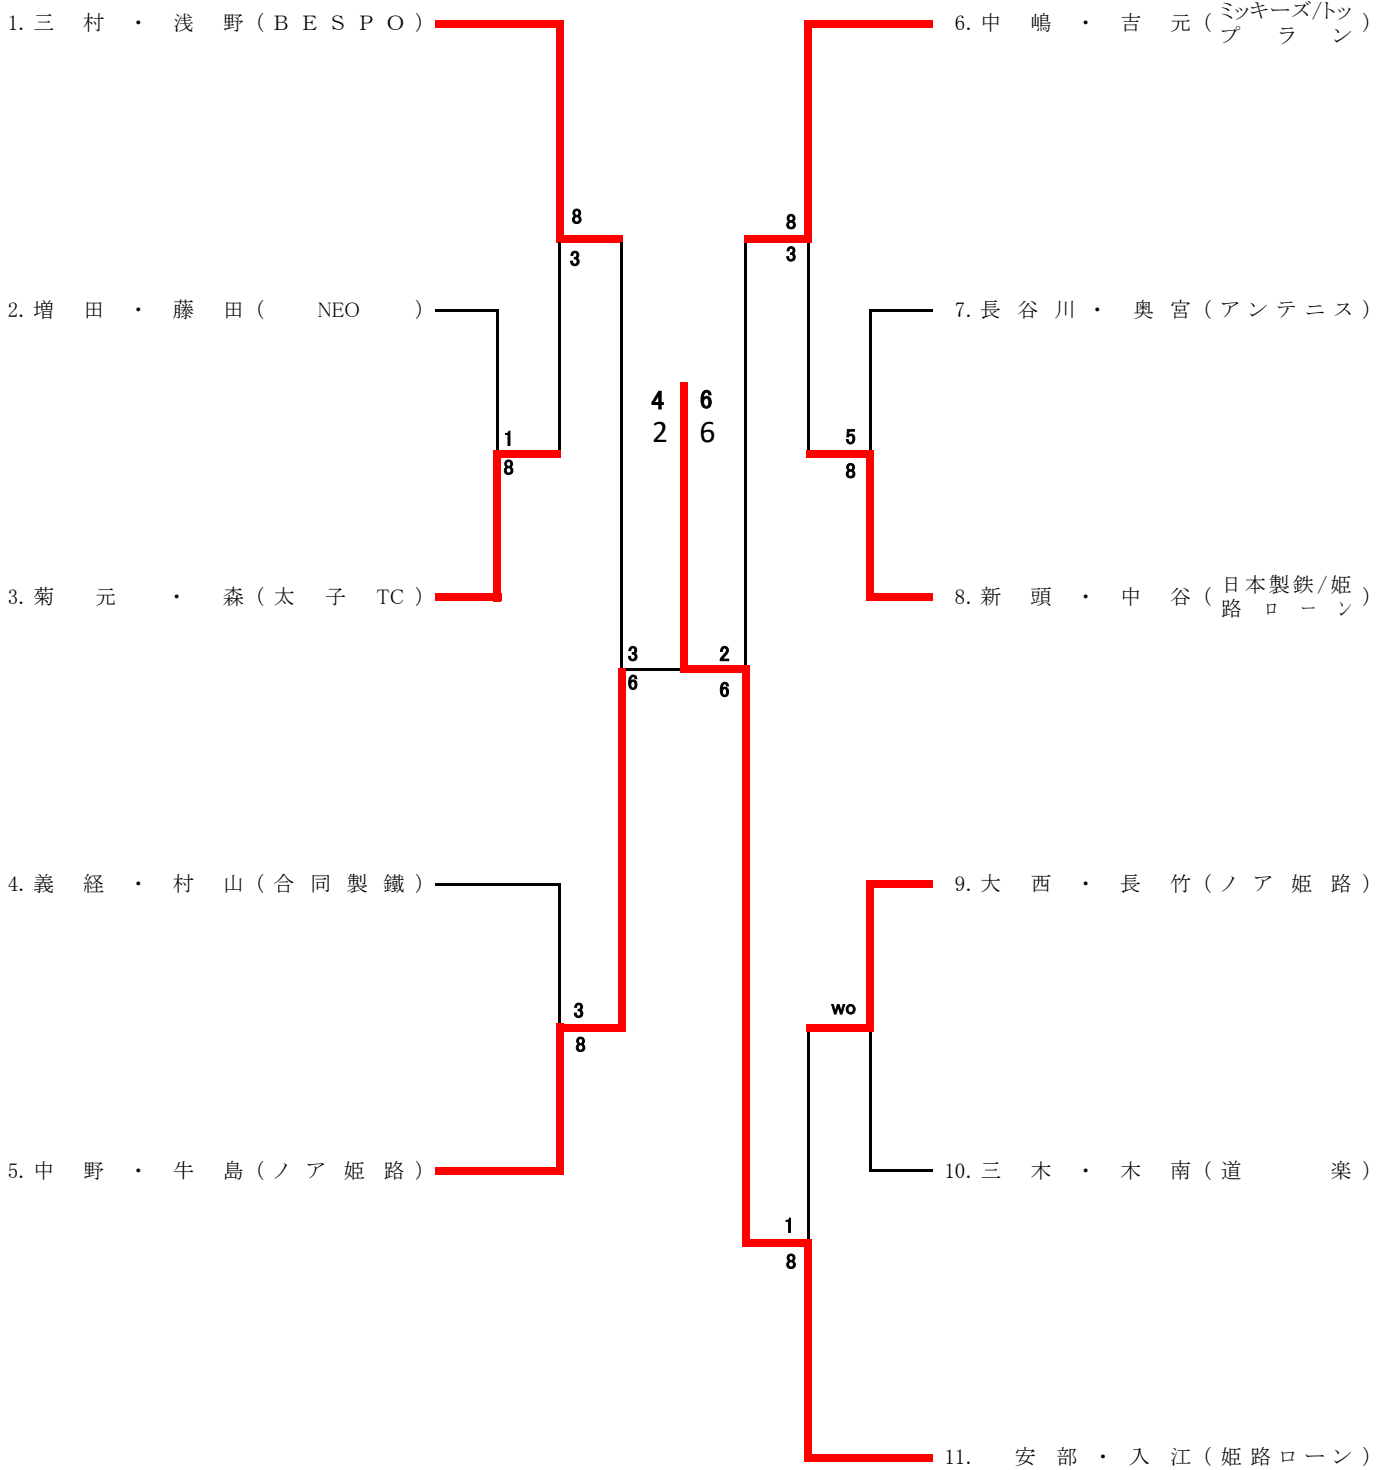 1. 三村・浅野(BESPO)
8
3
2. 増田・藤田(NEO)
1
8
3. 菊元・森(太子TC)
3
6
4. 義経・村山(合同製鐵)
3
8
5. 中野・牛島(ノア姫路)
4 6
2 6
6. 中嶋・吉元(ミッキーズ/トッ
プラン)
8
3
7. 長谷川・奥宮(アンテニス)
5
8
8. 新頭・中谷(日本製鉄/姫
路ローン)
2
6
9. 大西・長竹(ノア姫路)
wo
10. 三木・木南(道楽)
1
8
11. 安部・入江(姫路ローン)